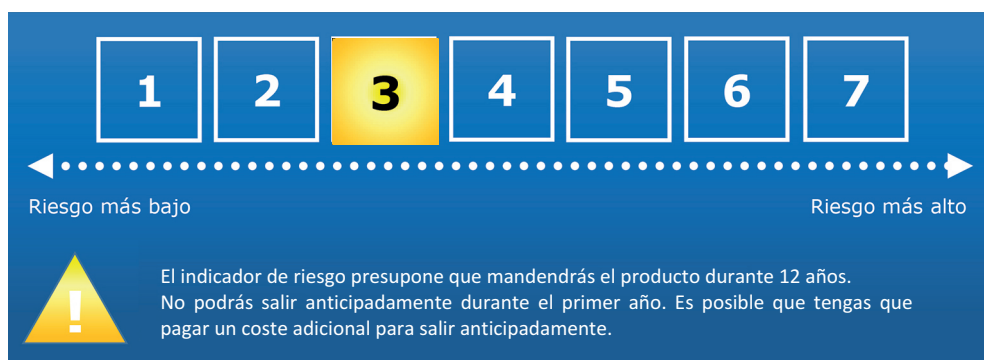 1 2 3 4 5 6 7
Riesgo más bajo Riesgo más alto
El indicador de riesgo presupone que mandendrás el producto durante 12 años.
No podrás salir anticipadamente durante el primer año. Es posible que tengas que
pagar un coste adicional para salir anticipadamente.